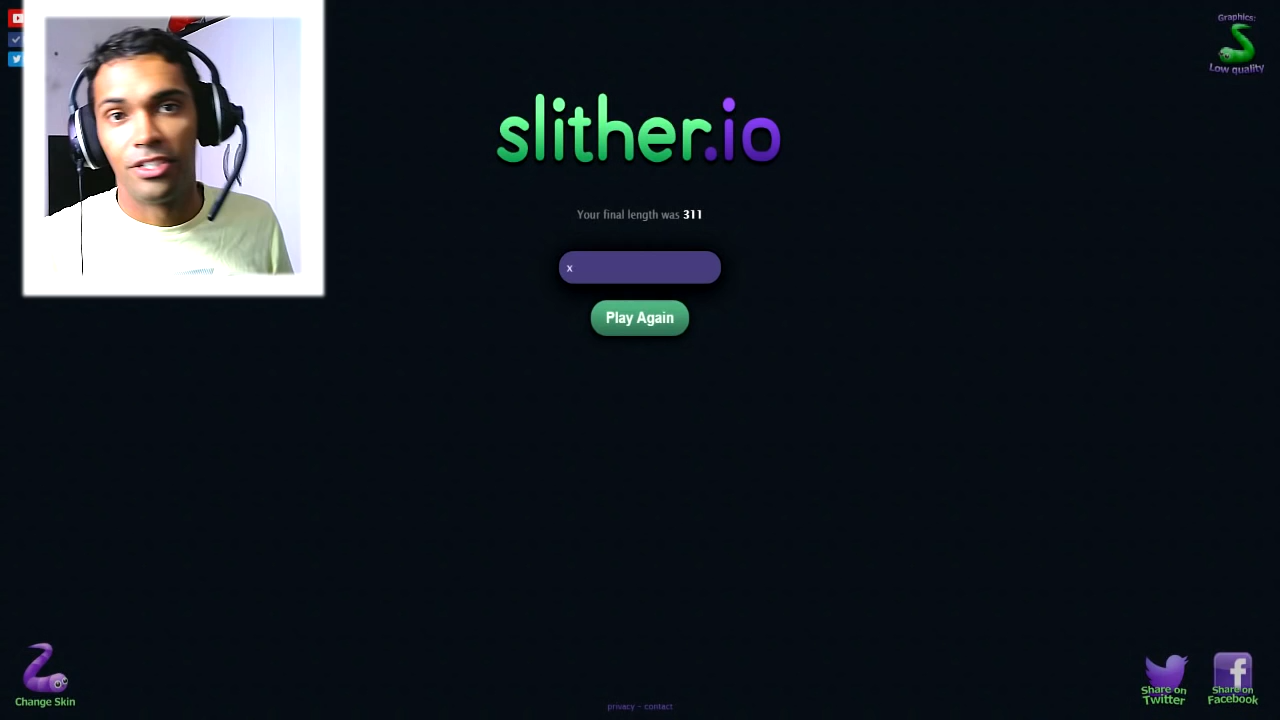 Graphics:
Low quality
slither.io
Your final length was 311
x
Play Again
Change Skin
Share on
Twitter
Share on
Facebook
privacy - contact